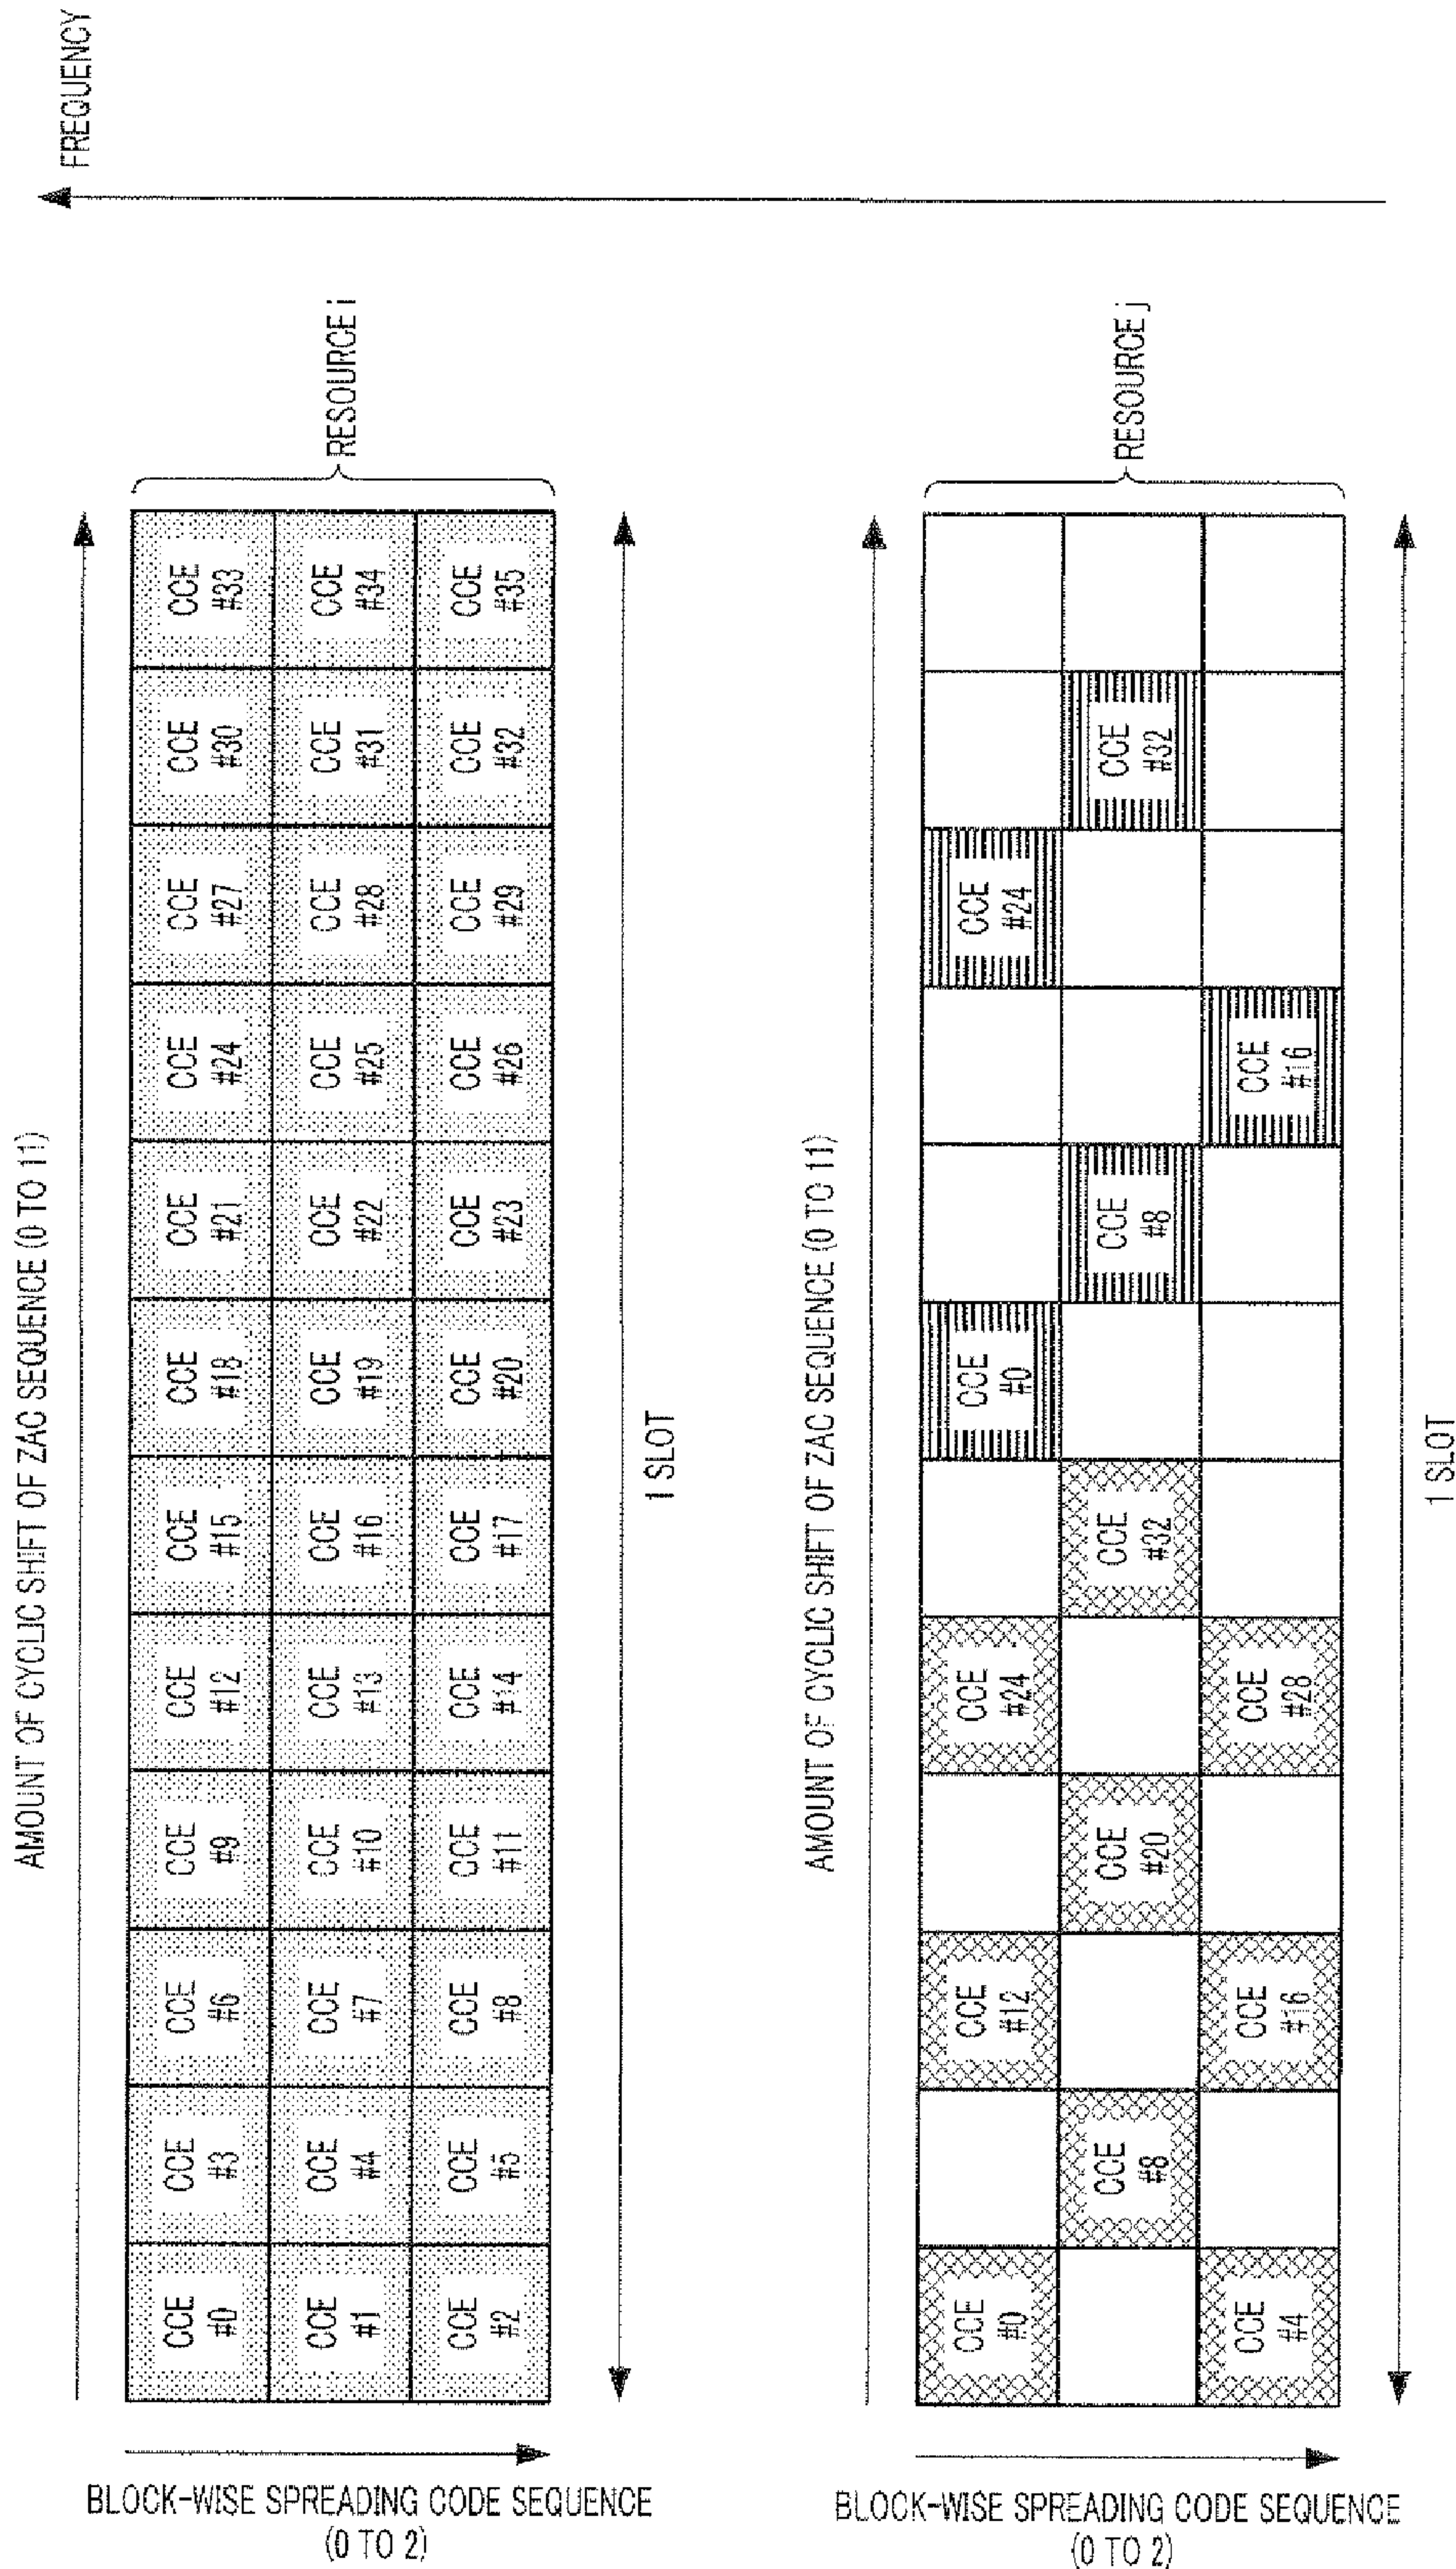 FREQUENCY
AMOUNT OF CYCLIC SHIFT OF ZAC SEQUENCE (0 TO 11)
BLOCK-WISE SPREADING CODE SEQUENCE
(0 TO 2)
CCE #0
CCE #3
CCE #6
CCE #9
CCE #12
CCE #15
CCE #18
CCE #21
CCE #24
CCE #27
CCE #30
CCE #33
CCE #1
CCE #4
CCE #7
CCE #10
CCE #13
CCE #16
CCE #19
CCE #22
CCE #25
CCE #28
CCE #31
CCE #34
CCE #2
CCE #5
CCE #8
CCE #11
CCE #14
CCE #17
CCE #20
CCE #23
CCE #26
CCE #29
CCE #32
CCE #35
RESOURCE i
1 SLOT
AMOUNT OF CYCLIC SHIFT OF ZAC SEQUENCE (0 TO 11)
BLOCK-WISE SPREADING CODE SEQUENCE
(0 TO 2)
CCE #0
CCE #12
CCE #24
CCE #0
CCE #24
CCE #8
CCE #20
CCE #32
CCE #8
CCE #32
CCE #4
CCE #16
CCE #28
CCE #16
RESOURCE j
1 SLOT